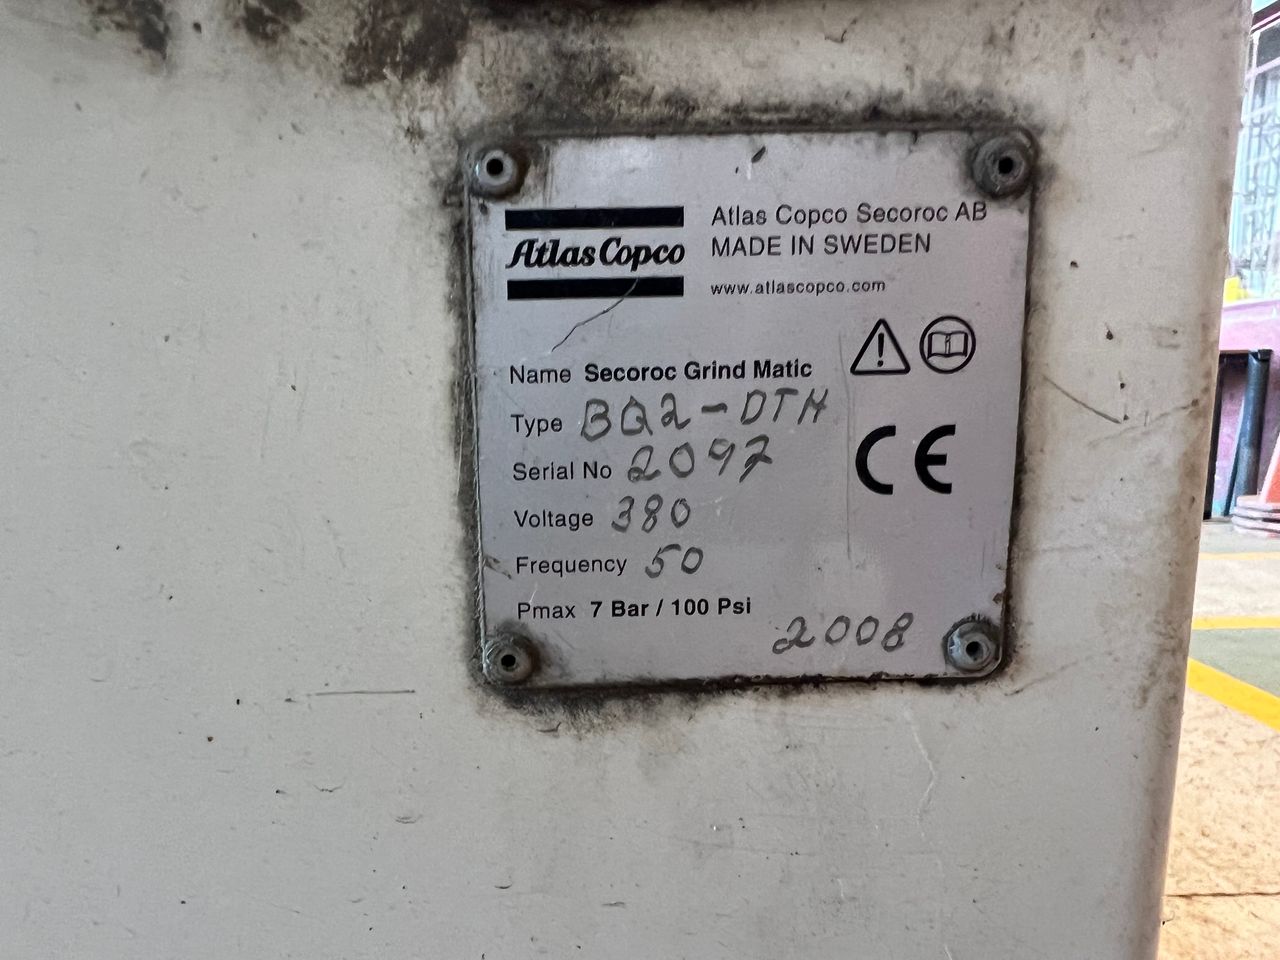 Atlas Copco
Atlas Copco Secoroc AB
MADE IN SWEDEN
www.atlascopco.com
Name Secoroc Grind Matic
Type BQ2-DTH
Serial No 2097
Voltage 380
Frequency 50
Pmax 7 Bar / 100 Psi
2008
CE